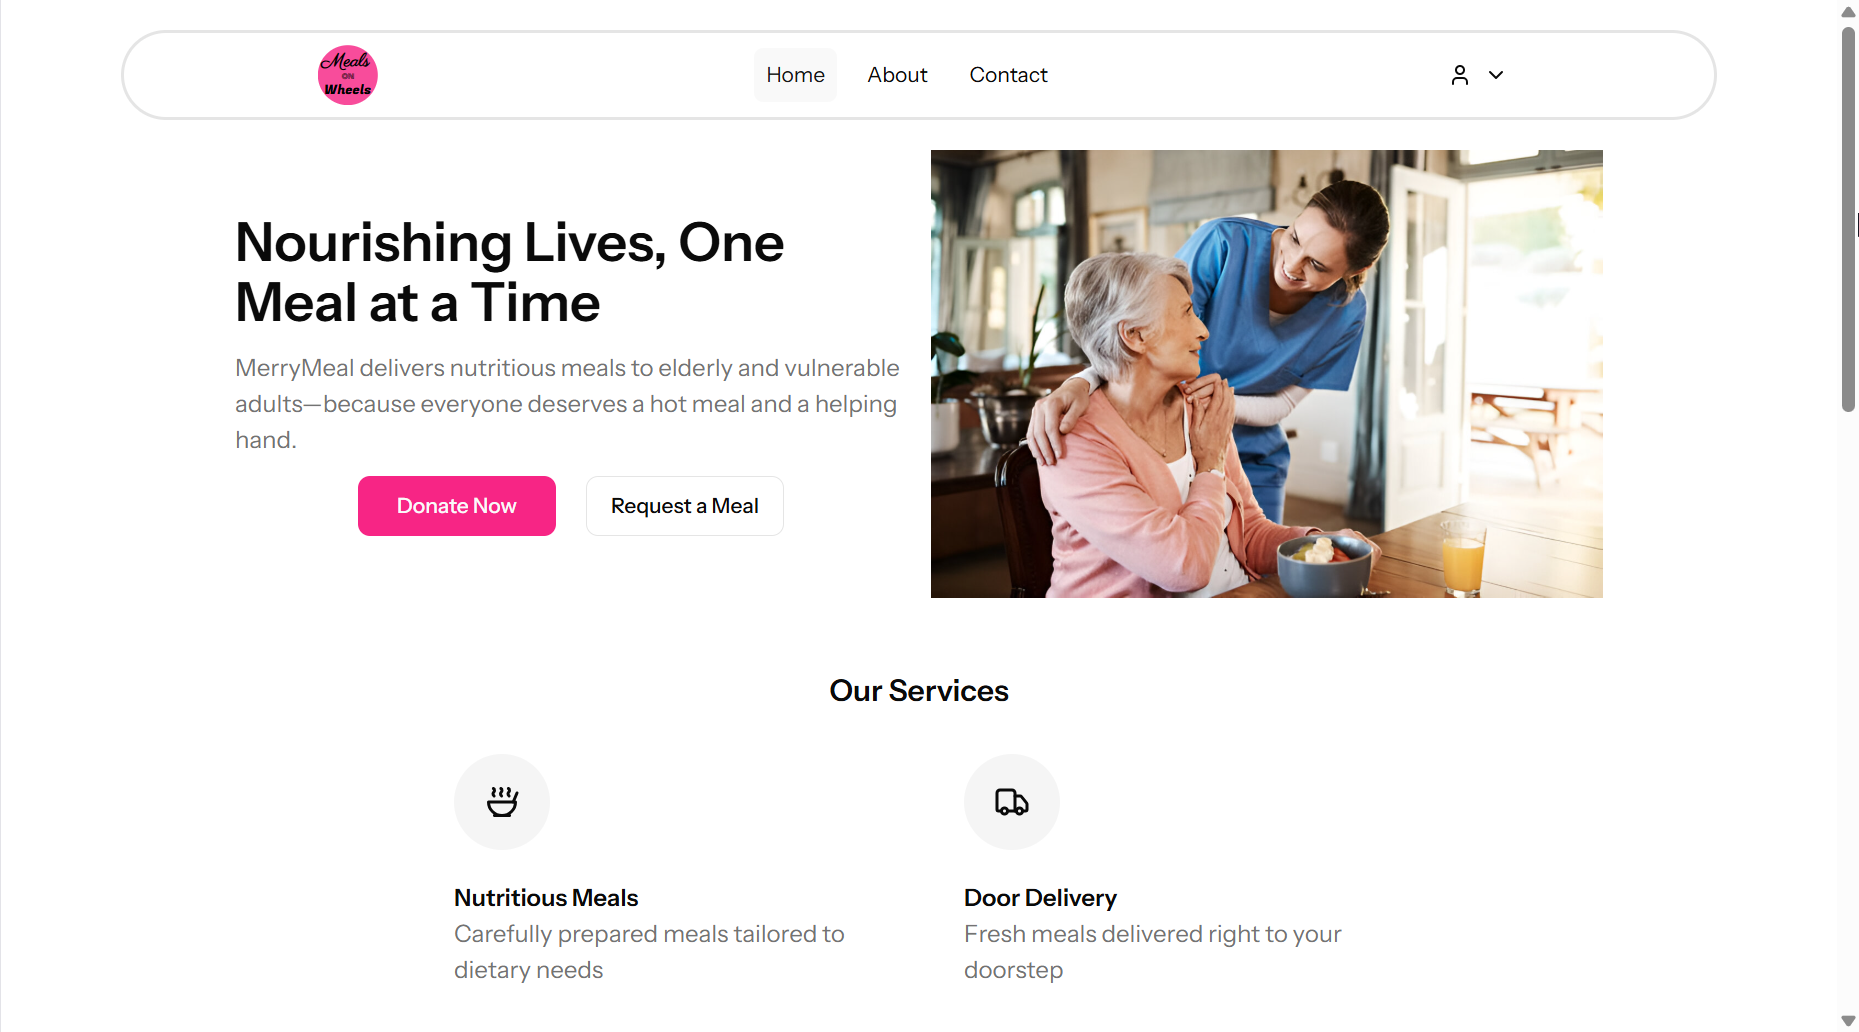 Meals
ON
Wheels
Home
About
Contact
Nourishing Lives, One
Meal at a Time
MerryMeal delivers nutritious meals to elderly and vulnerable
adults—because everyone deserves a hot meal and a helping
hand.
Donate Now
Request a Meal
Our Services
Nutritious Meals
Carefully prepared meals tailored to
dietary needs
Door Delivery
Fresh meals delivered right to your
doorstep